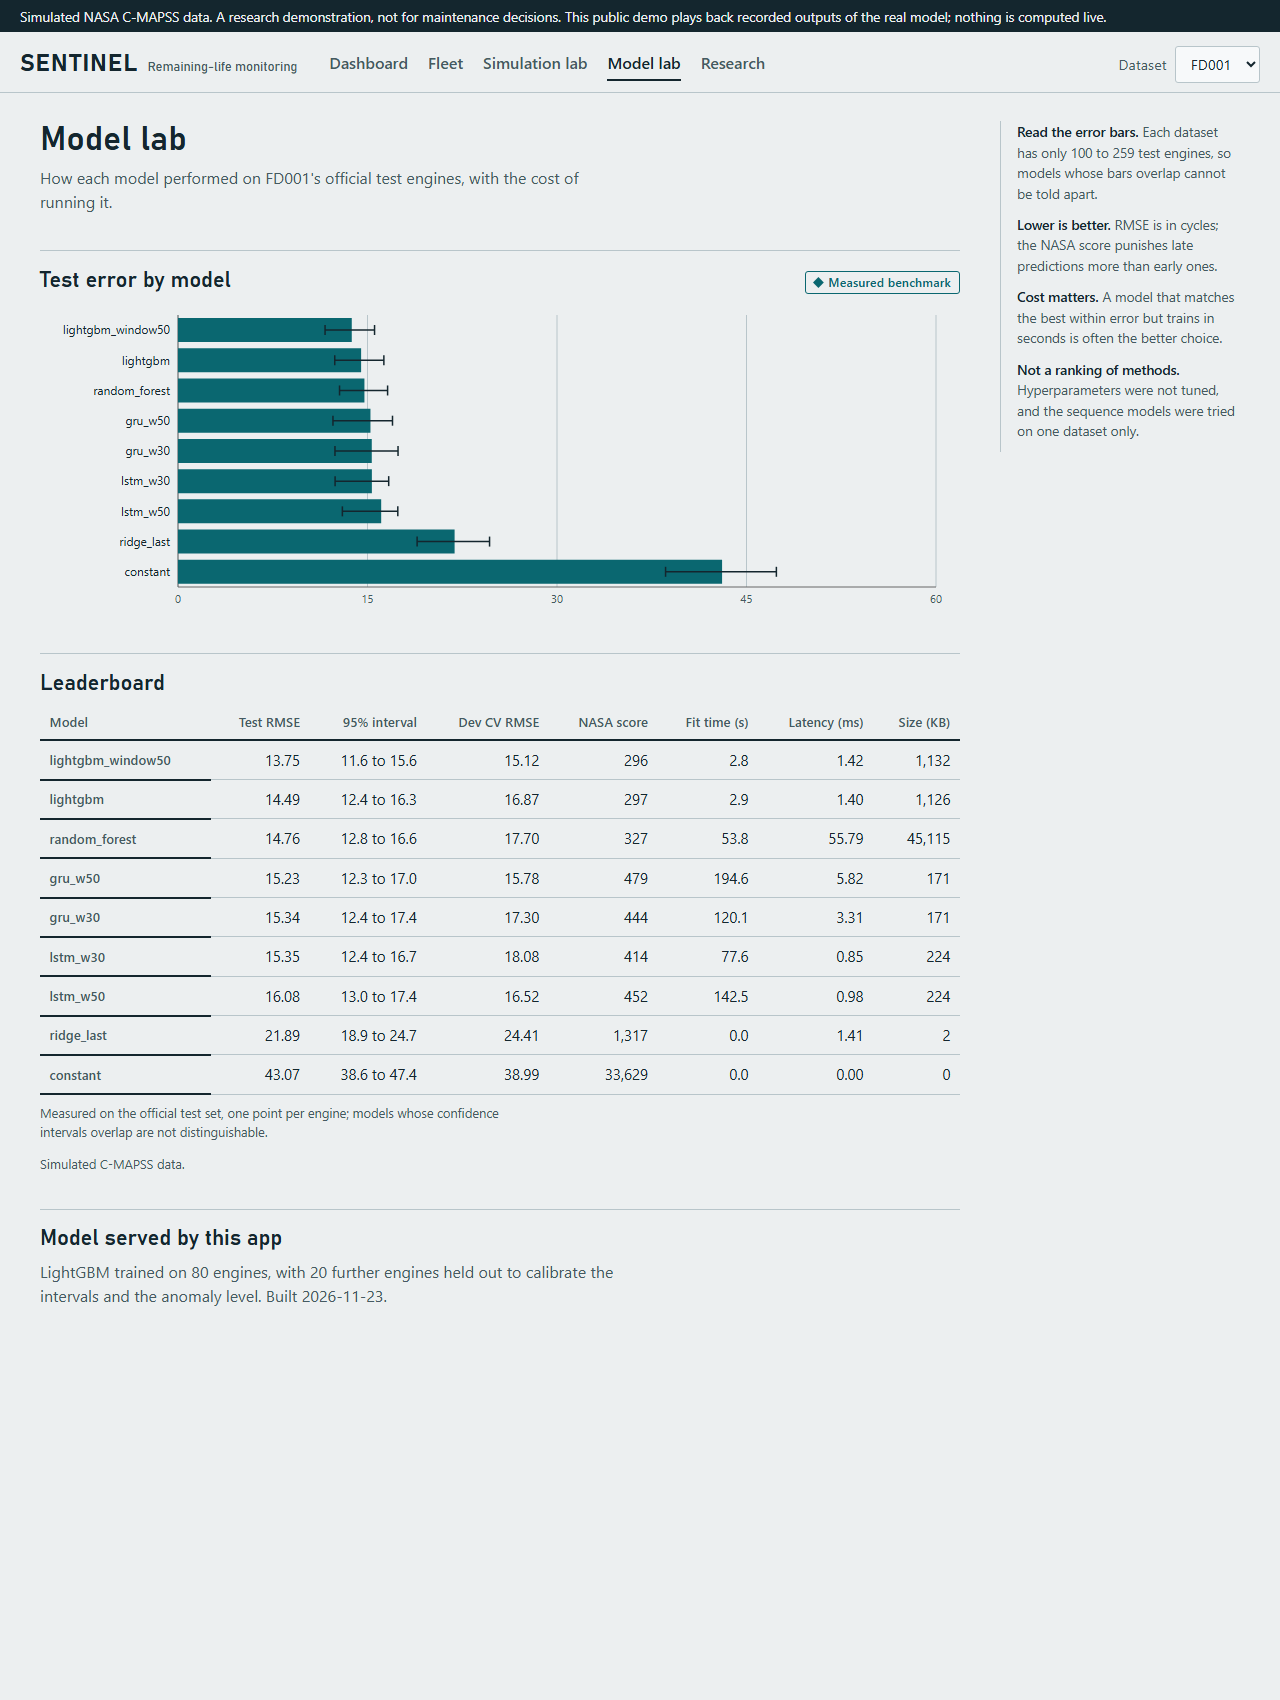 Simulated NASA C-MAPSS data. A research demonstration, not for maintenance decisions. This public demo plays back recorded outputs of the real model; nothing is computed live.
SENTINEL Remaining-life monitoring Dashboard Fleet Simulation lab Model lab Research Dataset FD001
Model lab
How each model performed on FD001's official test engines, with the cost of
running it.
Read the error bars. Each dataset
has only 100 to 259 test engines, so
models whose bars overlap cannot
be told apart.
Lower is better. RMSE is in cycles;
the NASA score punishes late
predictions more than early ones.
Cost matters. A model that matches
the best within error but trains in
seconds is often the better choice.
Not a ranking of methods.
Hyperparameters were not tuned,
and the sequence models were tried
on one dataset only.
Test error by model
◆ Measured benchmark
lightgbm_window50
lightgbm
random_forest
gru_w50
gru_w30
lstm_w30
lstm_w50
ridge_last
constant
0 15 30 45 60
Leaderboard
Model Test RMSE 95% interval Dev CV RMSE NASA score Fit time (s) Latency (ms) Size (KB)
lightgbm_window50 13.75 11.6 to 15.6 15.12 296 2.8 1.42 1,132
lightgbm 14.49 12.4 to 16.3 16.87 297 2.9 1.40 1,126
random_forest 14.76 12.8 to 16.6 17.70 327 53.8 55.79 45,115
gru_w50 15.23 12.3 to 17.0 15.78 479 194.6 5.82 171
gru_w30 15.34 12.4 to 17.4 17.30 444 120.1 3.31 171
lstm_w30 15.35 12.4 to 16.7 18.08 414 77.6 0.85 224
lstm_w50 16.08 13.0 to 17.4 16.52 452 142.5 0.98 224
ridge_last 21.89 18.9 to 24.7 24.41 1,317 0.0 1.41 2
constant 43.07 38.6 to 47.4 38.99 33,629 0.0 0.00 0
Measured on the official test set, one point per engine; models whose confidence
intervals overlap are not distinguishable.
Simulated C-MAPSS data.
Model served by this app
LightGBM trained on 80 engines, with 20 further engines held out to calibrate the
intervals and the anomaly level. Built 2026-11-23.